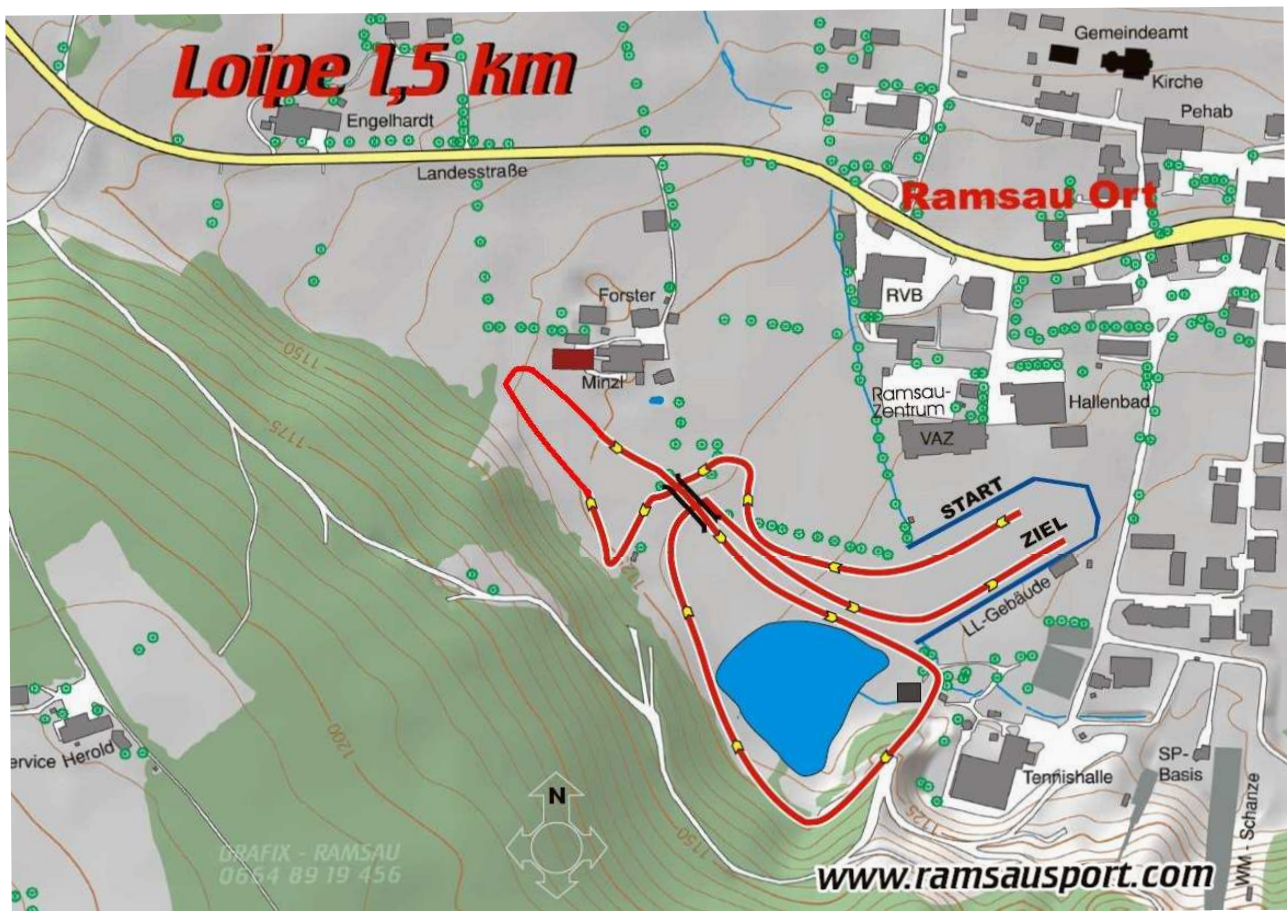 Loipe 1,5 km
Gemeindeamt
Kirche
Engelhardt
Pehab
Landesstraße
Ramsau Ort
Forster
RVB
1150
Minzl
Ramsau-
Zentrum
Hallenbad
VAZ
1175
START
ZIEL
LL-Gebäude
1200
ervice Herold
Tennishalle
SP-
Basis
WM - Schanze
N
1125
1150
GRAFIX - RAMSAU
0664 89 19 456
www.ramsausport.com